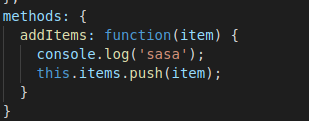 methods: {
addItems: function(item) {
console.log('sasa');
this.items.push(item);
}
}